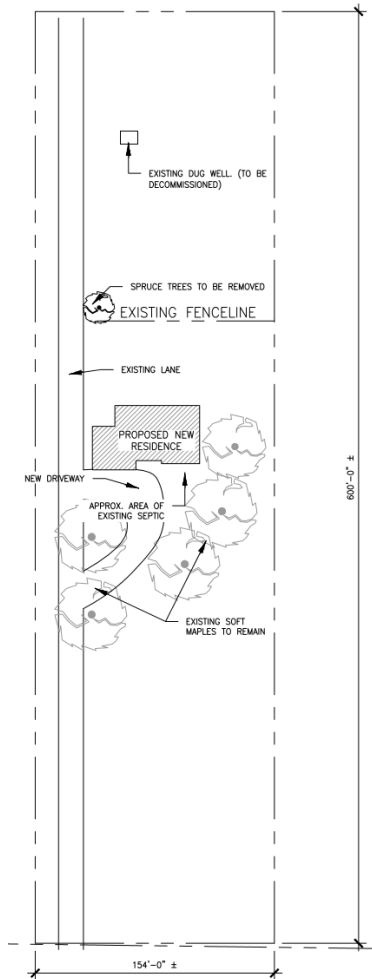 EXISTING DUG WELL. (TO BE
DECOMMISSIONED)
SPRUCE TREES TO BE REMOVED
EXISTING FENCELINE
EXISTING LANE
PROPOSED NEW
RESIDENCE
NEW DRIVEWAY
APPROX. AREA OF
EXISTING SEPTIC
600'-0" ±
EXISTING SOFT
MAPLES TO REMAIN
154'-0" ±